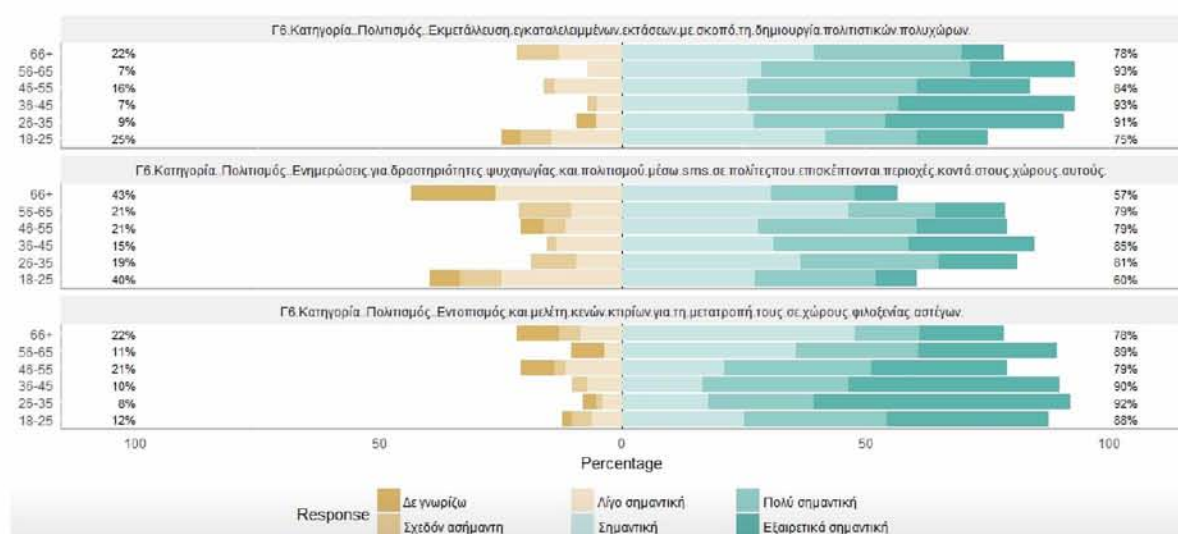 Γ6.Κατηγορία..Πολιτισμός..Εκμετάλλευση.εγκαταλελειμμένων.εκτάσεων.με.σκοπό.τη.δημιουργία.πολιτιστικών.πολυχώρων.
66+ 22% 78%
56-65 7% 93%
46-55 16% 84%
36-45 7% 93%
26-35 9% 91%
18-25 25% 75%
Γ6.Κατηγορία..Πολιτισμός..Ενημερώσεις.για.δραστηριότητες.ψυχαγωγίας.και.πολιτισμού.μέσω.sms.σε.πολίτεςπου.επισκέπτονται.περιοχές.κοντά.στους.χώρους.αυτούς.
66+ 43% 57%
56-65 21% 79%
46-55 21% 79%
36-45 15% 85%
26-35 19% 81%
18-25 40% 60%
Γ6.Κατηγορία..Πολιτισμός..Εντοπισμός.και.μελέτη.κενών.κτιρίων.για.τη.μετατροπή.τους.σε.χώρους.φιλοξενίας.αστέγων.
66+ 22% 78%
56-65 11% 89%
46-55 21% 79%
36-45 10% 90%
26-35 8% 92%
18-25 12% 88%
100 50 0 50 100
Percentage
Response
Δε γνωρίζω Λίγο σημαντική Πολύ σημαντική
Σχεδόν ασήμαντη Σημαντική Εξαιρετικά σημαντική